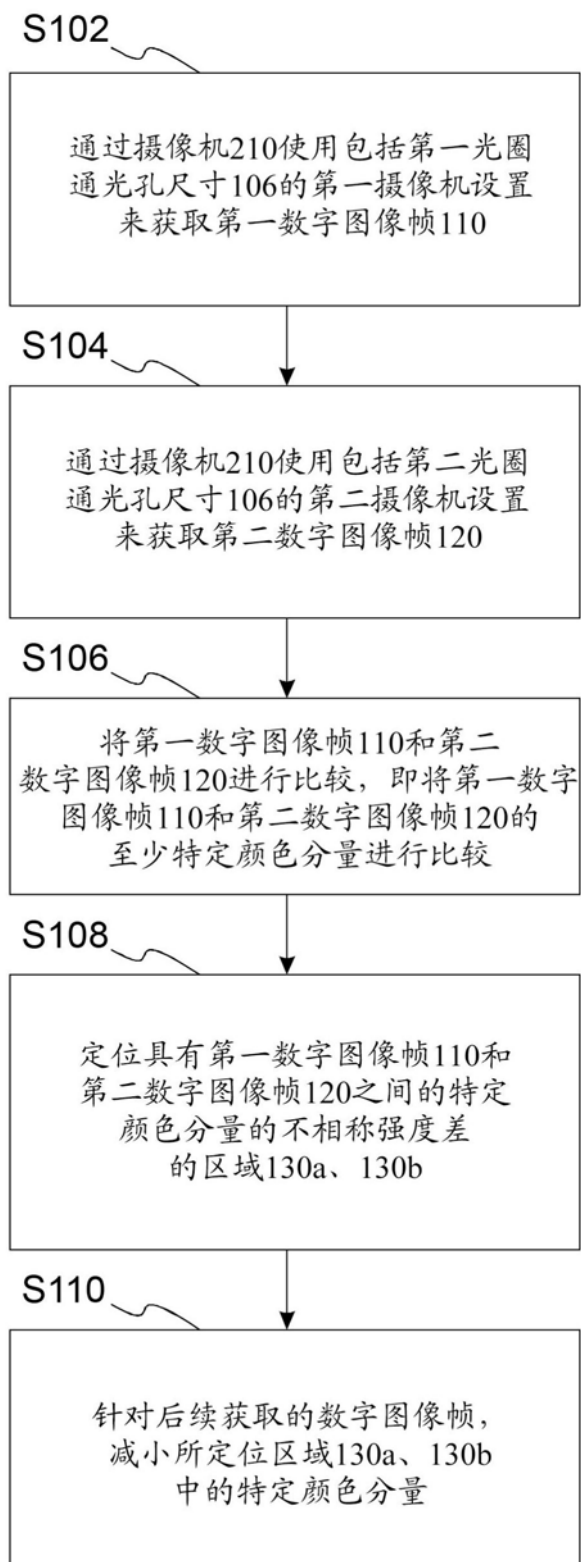 S102
通过摄像机210使用包括第一光圈
通光孔尺寸106的第一摄像机设置
来获取第一数字图像帧110
S104
通过摄像机210使用包括第二光圈
通光孔尺寸106的第二摄像机设置
来获取第二数字图像帧120
S106
将第一数字图像帧110和第二
数字图像帧120进行比较，即将第一数字
图像帧110和第二数字图像帧120的
至少特定颜色分量进行比较
S108
定位具有第一数字图像帧110和
第二数字图像帧120之间的特定
颜色分量的不相称强度差
的区域130a、130b
S110
针对后续获取的数字图像帧，
减小所定位区域130a、130b
中的特定颜色分量